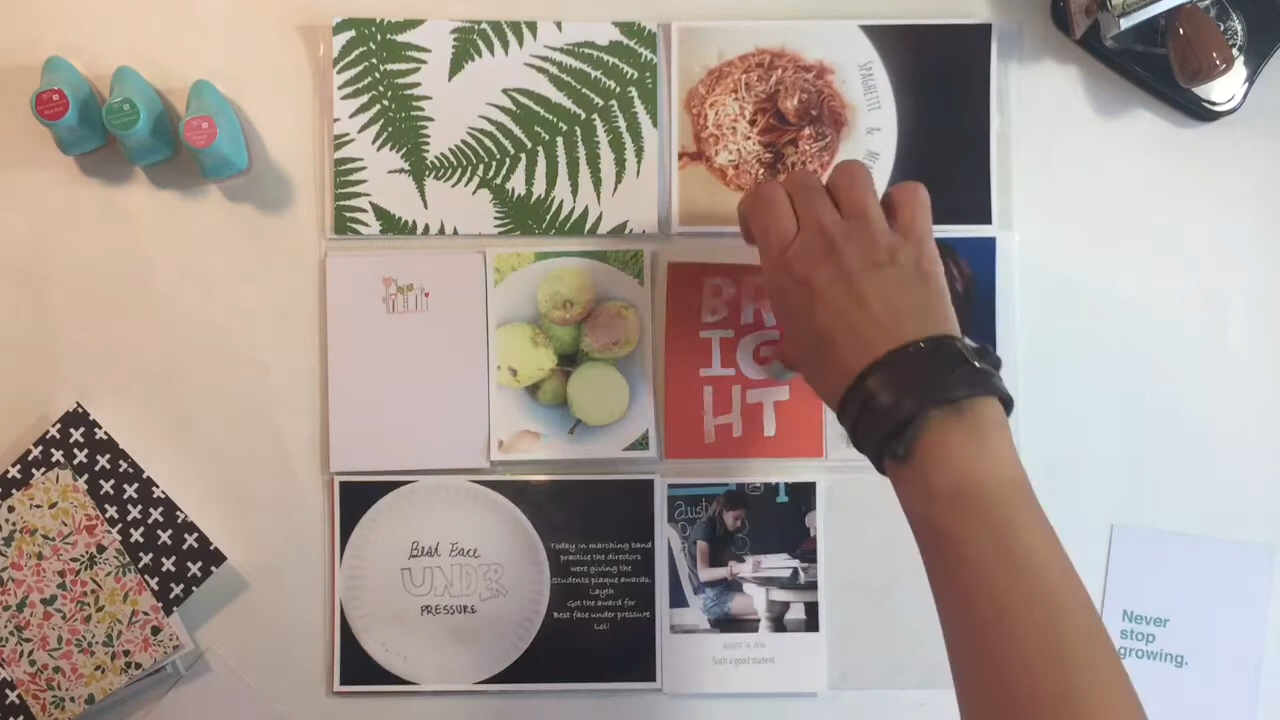 SPAGHETTI &
BR
IG
HT
Best Face
UNDER
PRESSURE
Today in marching band
practice the directors
were giving the
Students plaque awards.
Layth
Got the award for
Best face under pressure
Lol!
AUGUST 24, 2016
Such a good student
Never
stop
growing.